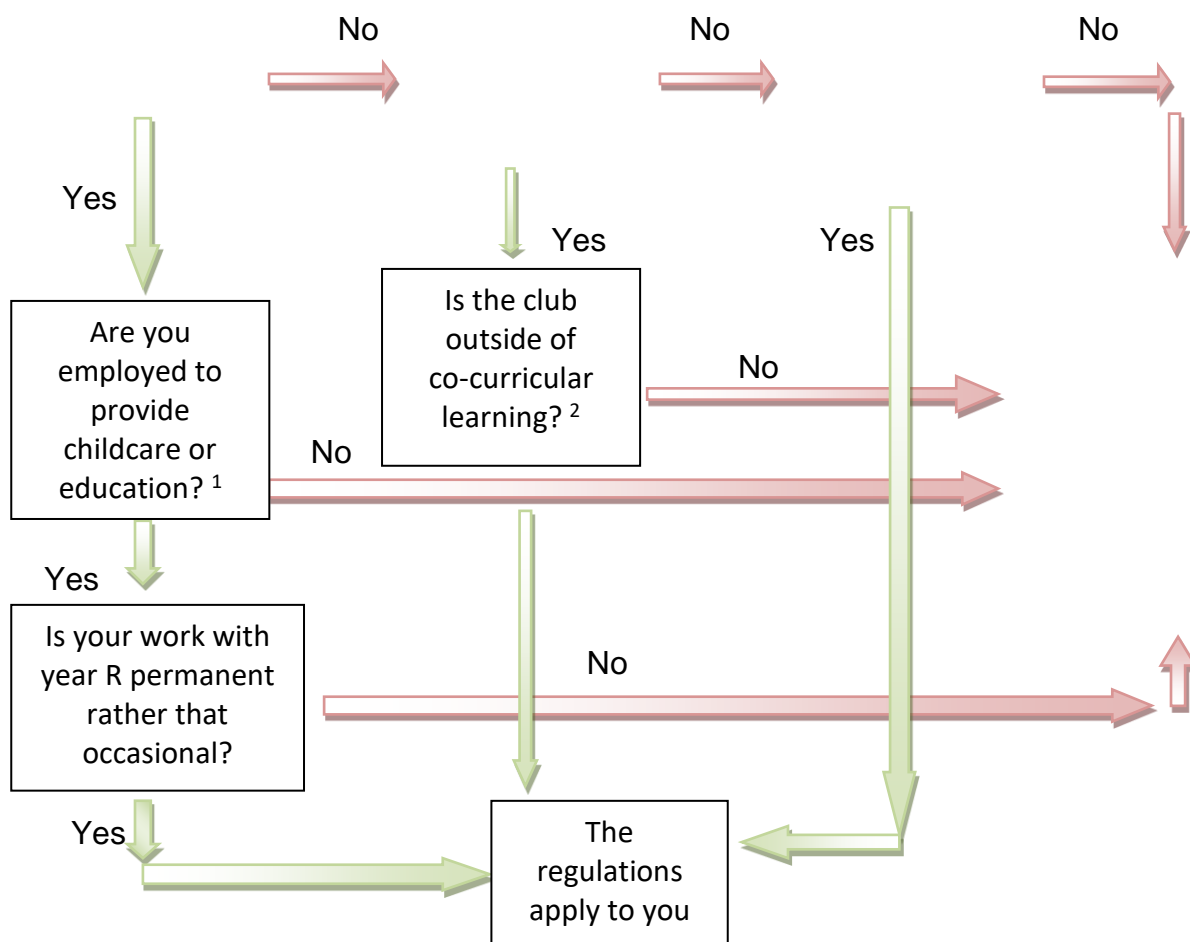 No
No
No
Yes
Yes
Yes
Is the club
outside of
co-curricular
learning? 2
No
Are you
employed to
provide
childcare or
education? 1
No
Yes
Is your work with
year R permanent
rather that
occasional?
No
Yes
The
regulations
apply to you